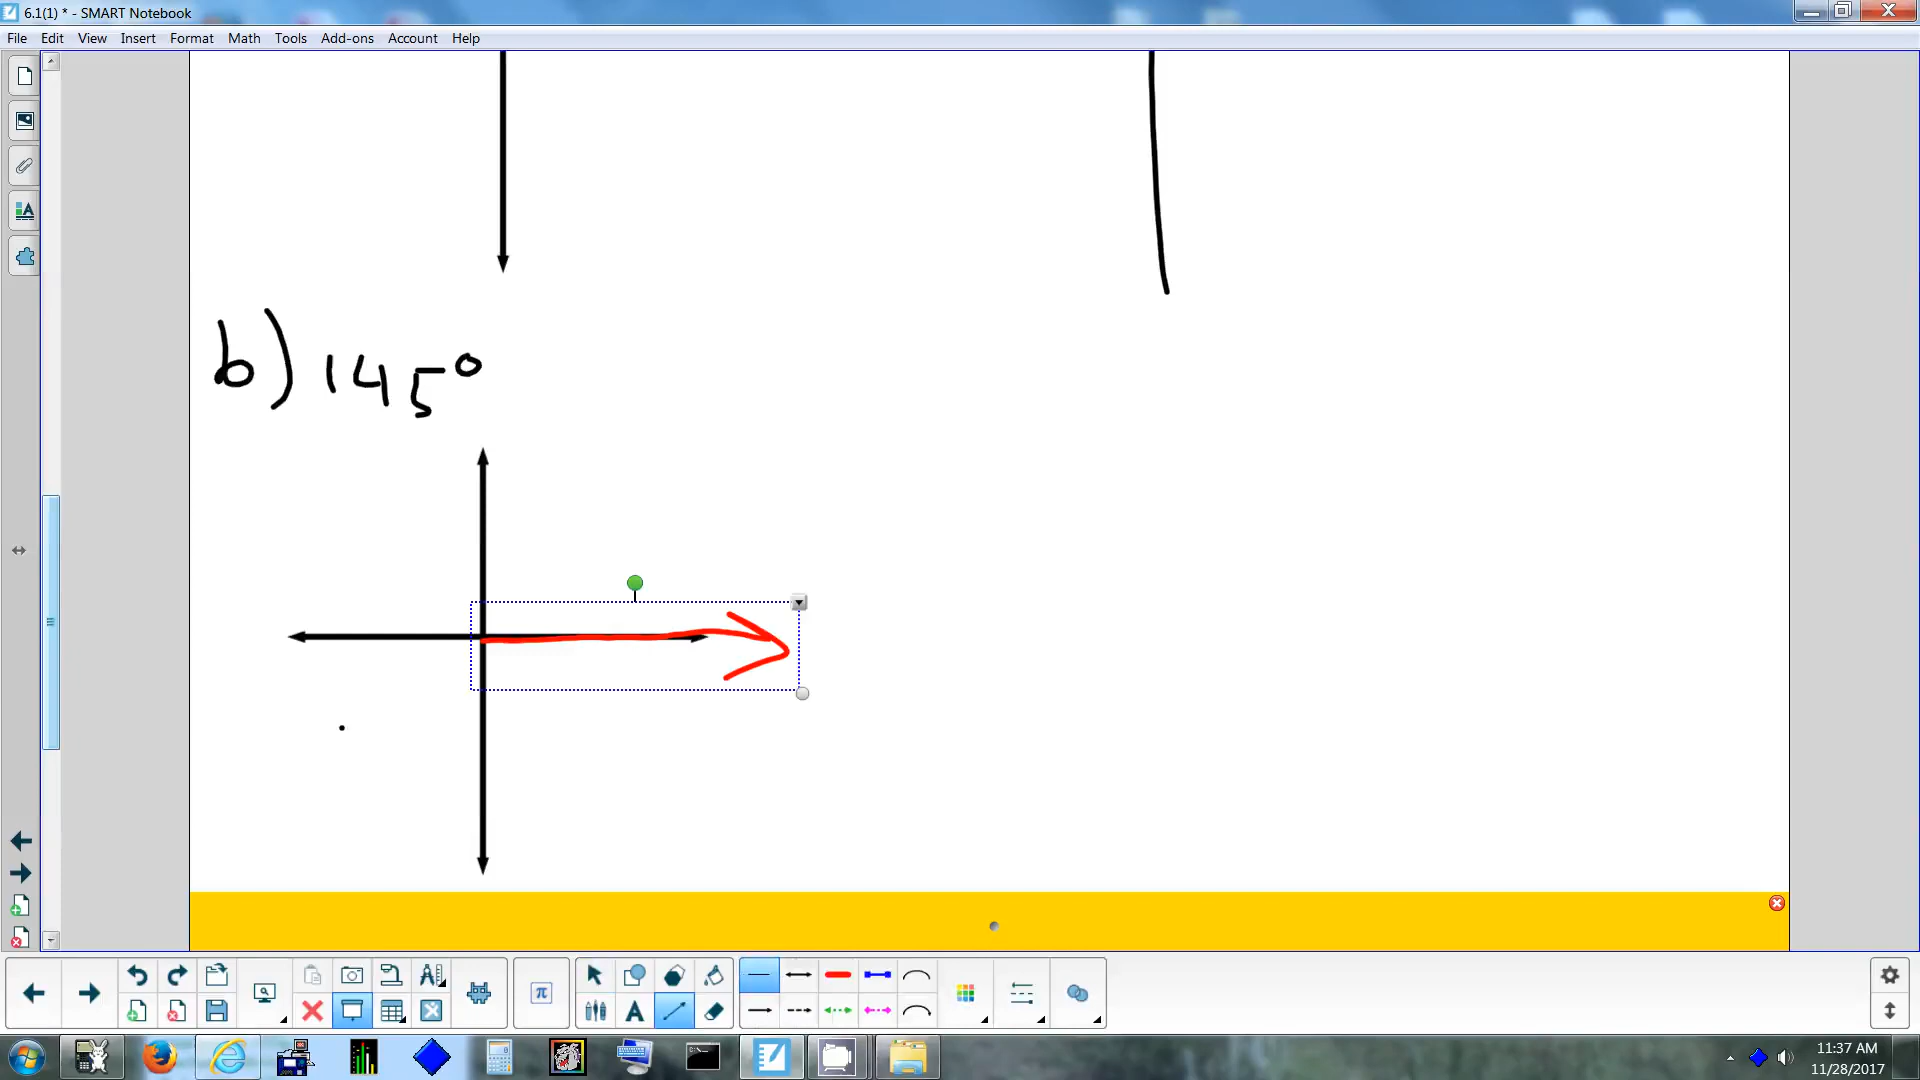 6.1(1) * - SMART Notebook
File Edit View Insert Format Math Tools Add-ons Account Help
b) 145°
π
A
11:37 AM
11/28/2017